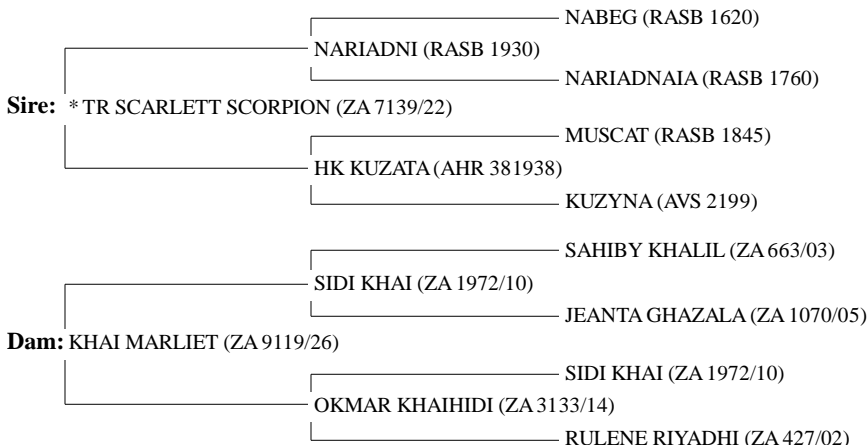 NABEG (RASB 1620)
NARIADNI (RASB 1930)
NARIADNAIA (RASB 1760)
Sire: * TR SCARLETT SCORPION (ZA 7139/22)
MUSCAT (RASB 1845)
HK KUZATA (AHR 381938)
KUZYNA (AVS 2199)
SAHIBY KHALIL (ZA 663/03)
SIDI KHAI (ZA 1972/10)
JEANTA GHAZALA (ZA 1070/05)
Dam: KHAI MARLIET (ZA 9119/26)
SIDI KHAI (ZA 1972/10)
OKMAR KHAIHIDI (ZA 3133/14)
RULENE RIYADHI (ZA 427/02)